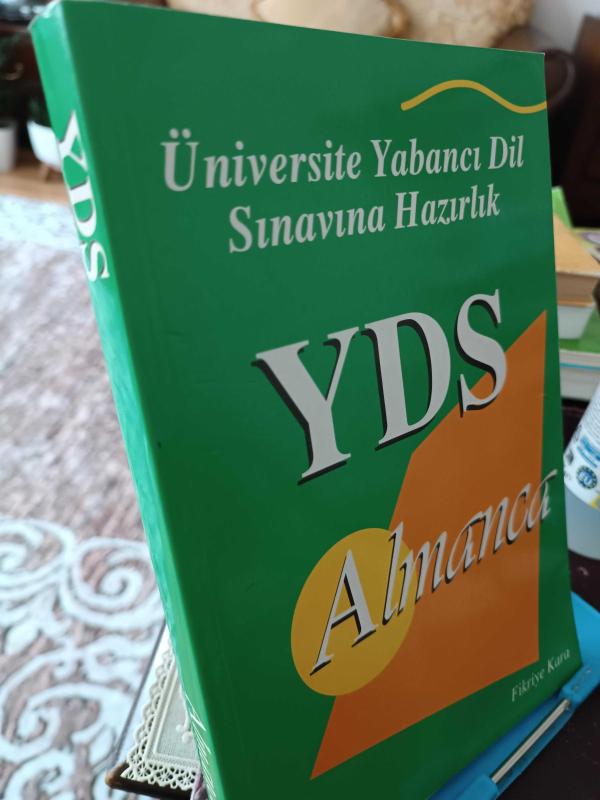 Üniversite Yabancı Dil
Sınavına Hazırlık
YDS
Almanca
Fikriye Kara
YDS